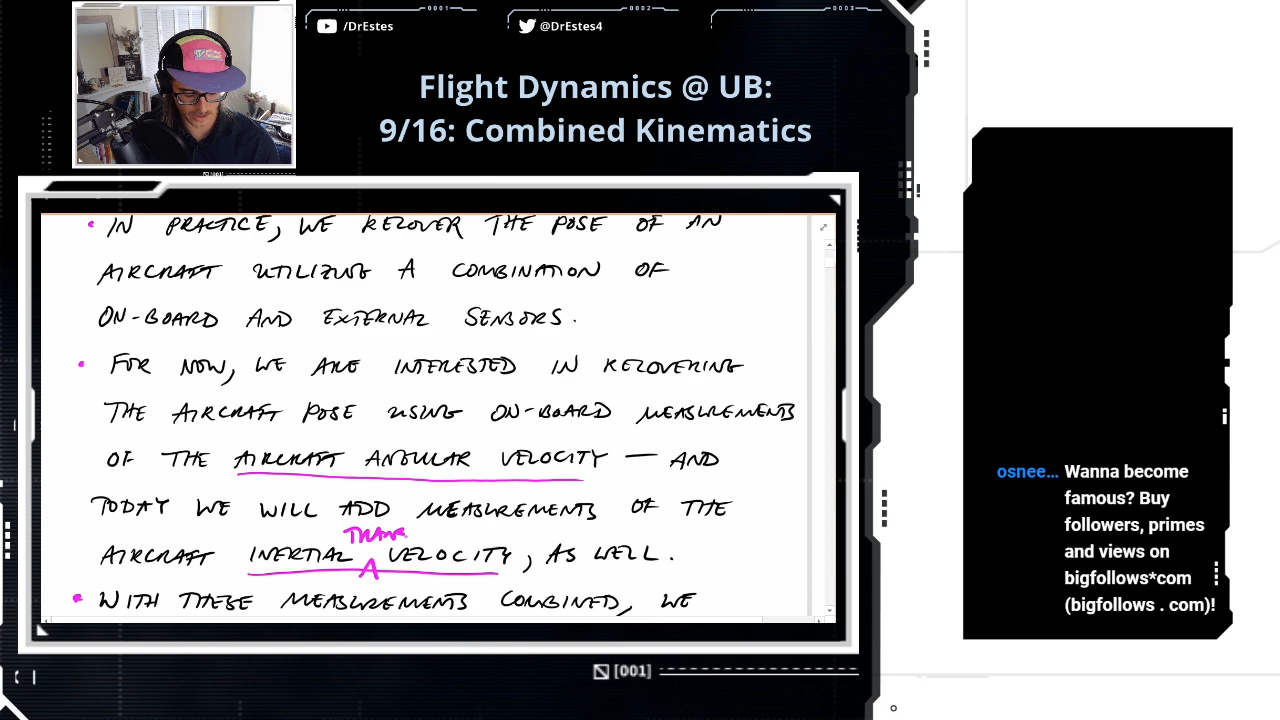 0001
0002
0003
/DrEstes
@DrEstes4
Flight Dynamics @ UB:
9/16: Combined Kinematics
[001]
• IN PRACTICE, WE RECOVER THE POSE OF AN
AIRCRAFT UTILIZING A COMBINATION OF
ON-BOARD AND EXTERNAL SENSORS.
• FOR NOW, WE ARE INTERESTED IN RECOVERING
THE AIRCRAFT POSE USING ON-BOARD MEASUREMENTS
OF THE AIRCRAFT ANGULAR VELOCITY — AND
TODAY WE WILL ADD MEASUREMENTS OF THE
TRANS.
AIRCRAFT INERTIAL VELOCITY, AS WELL.
• WITH THESE MEASUREMENTS COMBINED, WE
osnee... Wanna become
famous? Buy
followers, primes
and views on
bigfollows*com
(bigfollows . com)!
[001]